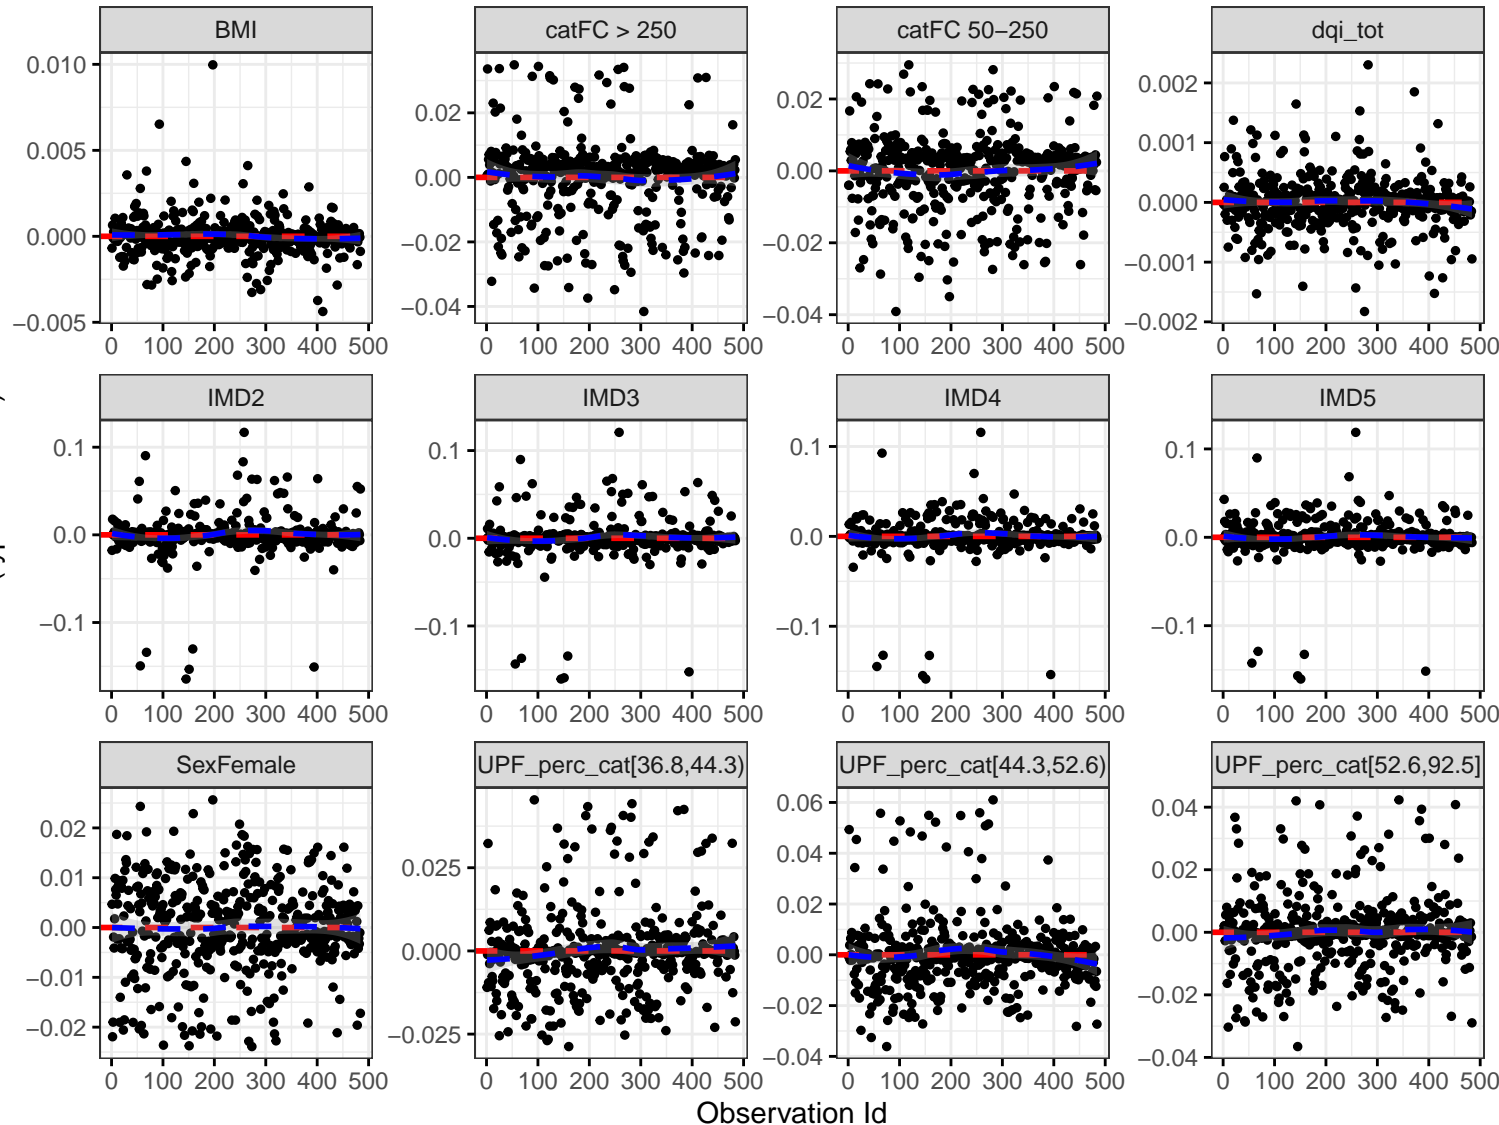 BMI
catFC > 250
catFC 50−250
dqi_tot
0.010
0.005
0.000
−0.005
0.02
0.00
−0.02
−0.04
0.02
0.00
−0.02
−0.04
0.002
0.001
0.000
−0.001
−0.002
0 100 200 300 400 500
0 100 200 300 400 500
0 100 200 300 400 500
0 100 200 300 400 500
IMD2
IMD3
IMD4
IMD5
0.1
0.0
−0.1
0.1
0.0
−0.1
0.1
0.0
−0.1
0.1
0.0
−0.1
0 100 200 300 400 500
0 100 200 300 400 500
0 100 200 300 400 500
0 100 200 300 400 500
SexFemale
UPF_perc_cat[36.8,44.3)
UPF_perc_cat[44.3,52.6)
UPF_perc_cat[52.6,92.5]
0.02
0.01
0.00
−0.01
−0.02
0.025
0.000
−0.025
0.06
0.04
0.02
0.00
−0.02
−0.04
0.04
0.02
0.00
−0.02
−0.04
0 100 200 300 400 500
0 100 200 300 400 500
0 100 200 300 400 500
0 100 200 300 400 500
Observation Id